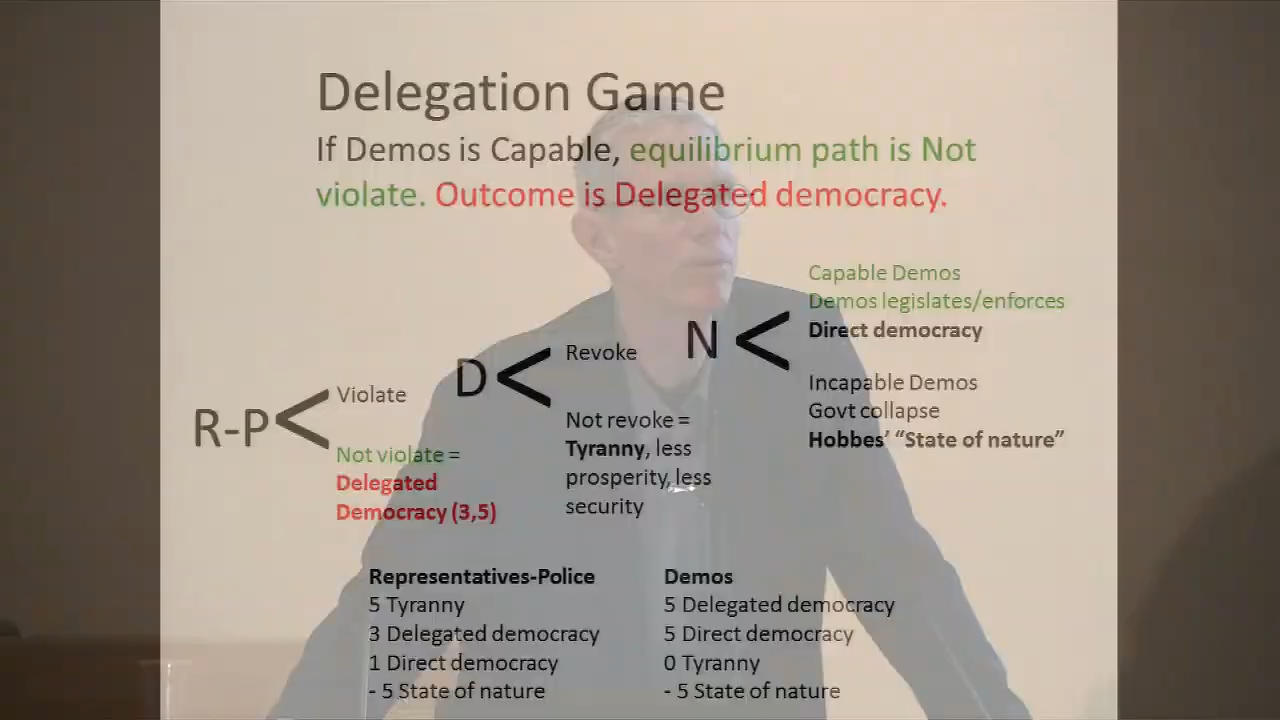 Delegation Game
If Demos is Capable, equilibrium path is Not
violate. Outcome is Delegated democracy.
Capable Demos
Demos legislates/enforces
Direct democracy
N <
Revoke
D <
Incapable Demos
Govt collapse
Hobbes' “State of nature”
Violate
R-P <
Not revoke =
Tyranny, less
prosperity, less
security
Not violate =
Delegated
Democracy (3,5)
Representatives-Police
5 Tyranny
3 Delegated democracy
1 Direct democracy
- 5 State of nature
Demos
5 Delegated democracy
5 Direct democracy
0 Tyranny
- 5 State of nature